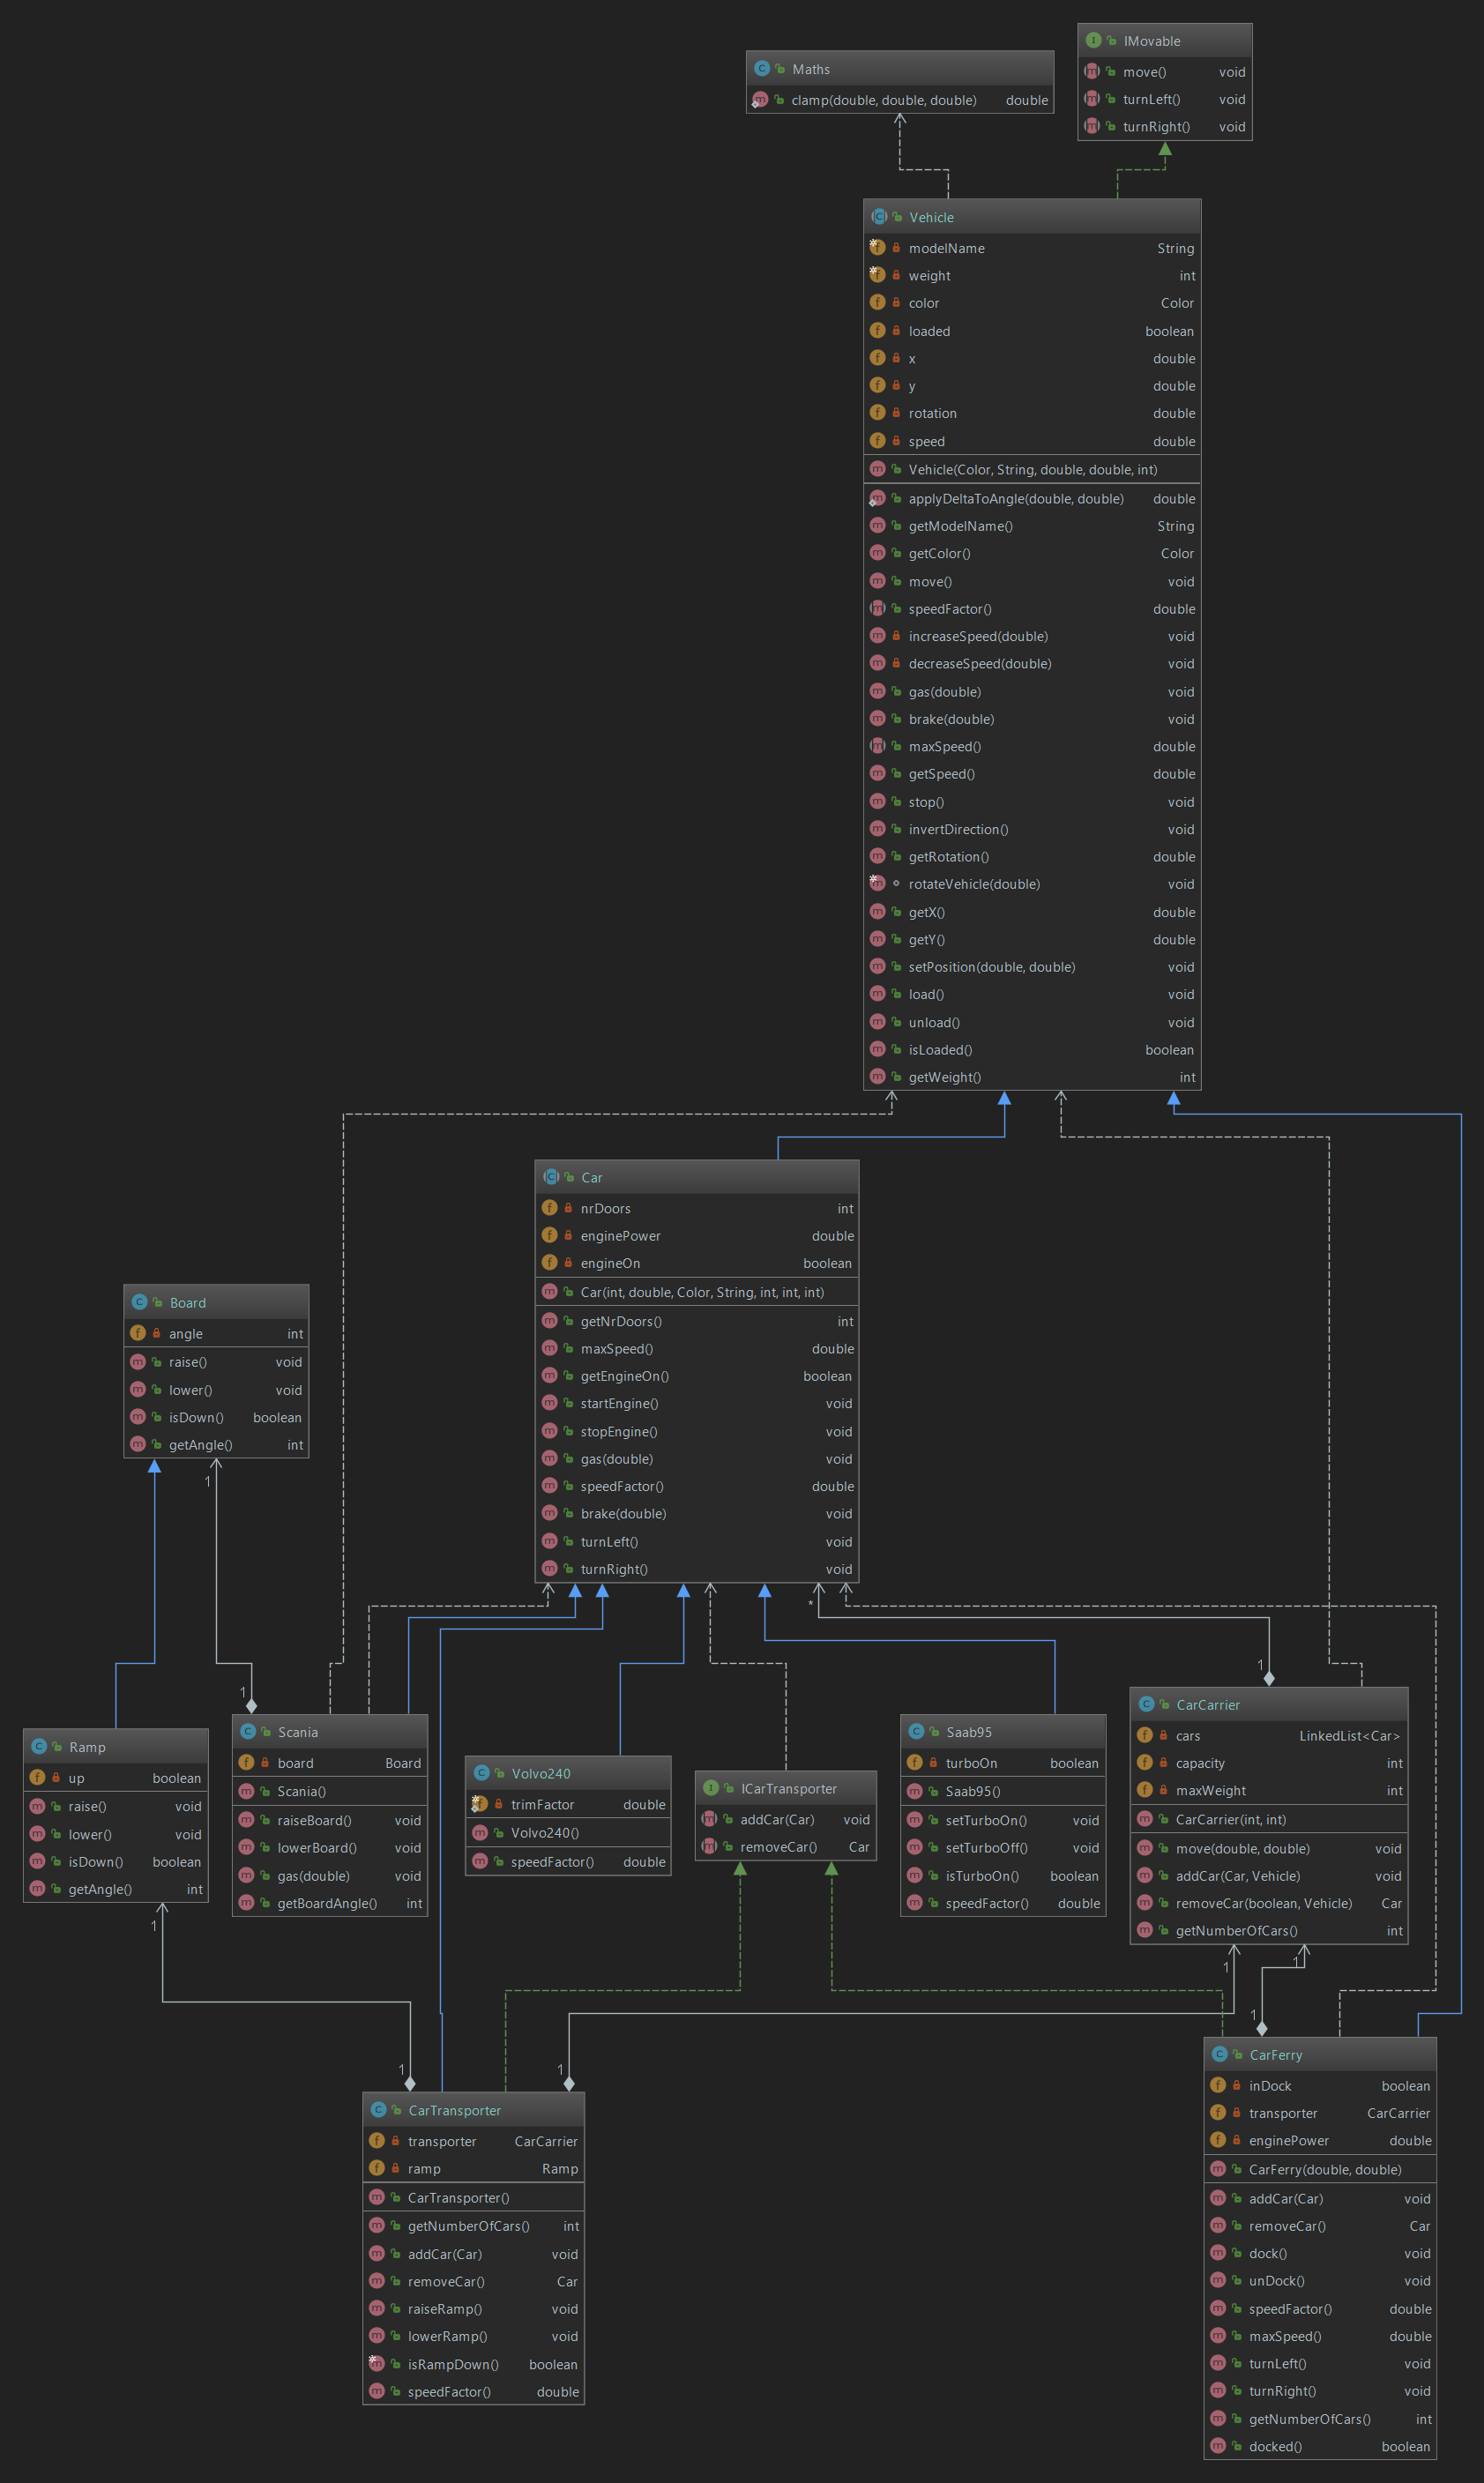 IMovable
move() void
turnLeft() void
turnRight() void
Maths
clamp(double, double, double) double
Vehicle
modelName String
weight int
color Color
loaded boolean
x double
y double
rotation double
speed double
Vehicle(Color, String, double, double, int)
applyDeltaToAngle(double, double) double
getModelName() String
getColor() Color
move() void
speedFactor() double
increaseSpeed(double) void
decreaseSpeed(double) void
gas(double) void
brake(double) void
maxSpeed() double
getSpeed() double
stop() void
invertDirection() void
getRotation() double
rotateVehicle(double) void
getX() double
getY() double
setPosition(double, double) void
load() void
unload() void
isLoaded() boolean
getWeight() int
Car
nrDoors int
enginePower double
engineOn boolean
Car(int, double, Color, String, int, int, int)
getNrDoors() int
maxSpeed() double
getEngineOn() boolean
startEngine() void
stopEngine() void
gas(double) void
speedFactor() double
brake(double) void
turnLeft() void
turnRight() void
Board
angle int
raise() void
lower() void
isDown() boolean
getAngle() int
1
*
1
1
Ramp
up boolean
raise() void
lower() void
isDown() boolean
getAngle() int
Scania
board Board
Scania()
raiseBoard() void
lowerBoard() void
gas(double) void
getBoardAngle() int
Volvo240
trimFactor double
Volvo240()
speedFactor() double
ICarTransporter
addCar(Car) void
removeCar() Car
Saab95
turboOn boolean
Saab95()
setTurboOn() void
setTurboOff() void
isTurboOn() boolean
speedFactor() double
CarCarrier
cars LinkedList<Car>
capacity int
maxWeight int
CarCarrier(int, int)
move(double, double) void
addCar(Car, Vehicle) void
removeCar(boolean, Vehicle) Car
getNumberOfCars() int
1
1
1
1
1
1
CarTransporter
transporter CarCarrier
ramp Ramp
CarTransporter()
getNumberOfCars() int
addCar(Car) void
removeCar() Car
raiseRamp() void
lowerRamp() void
isRampDown() boolean
speedFactor() double
CarFerry
inDock boolean
transporter CarCarrier
enginePower double
CarFerry(double, double)
addCar(Car) void
removeCar() Car
dock() void
unDock() void
speedFactor() double
maxSpeed() double
turnLeft() void
turnRight() void
getNumberOfCars() int
docked() boolean